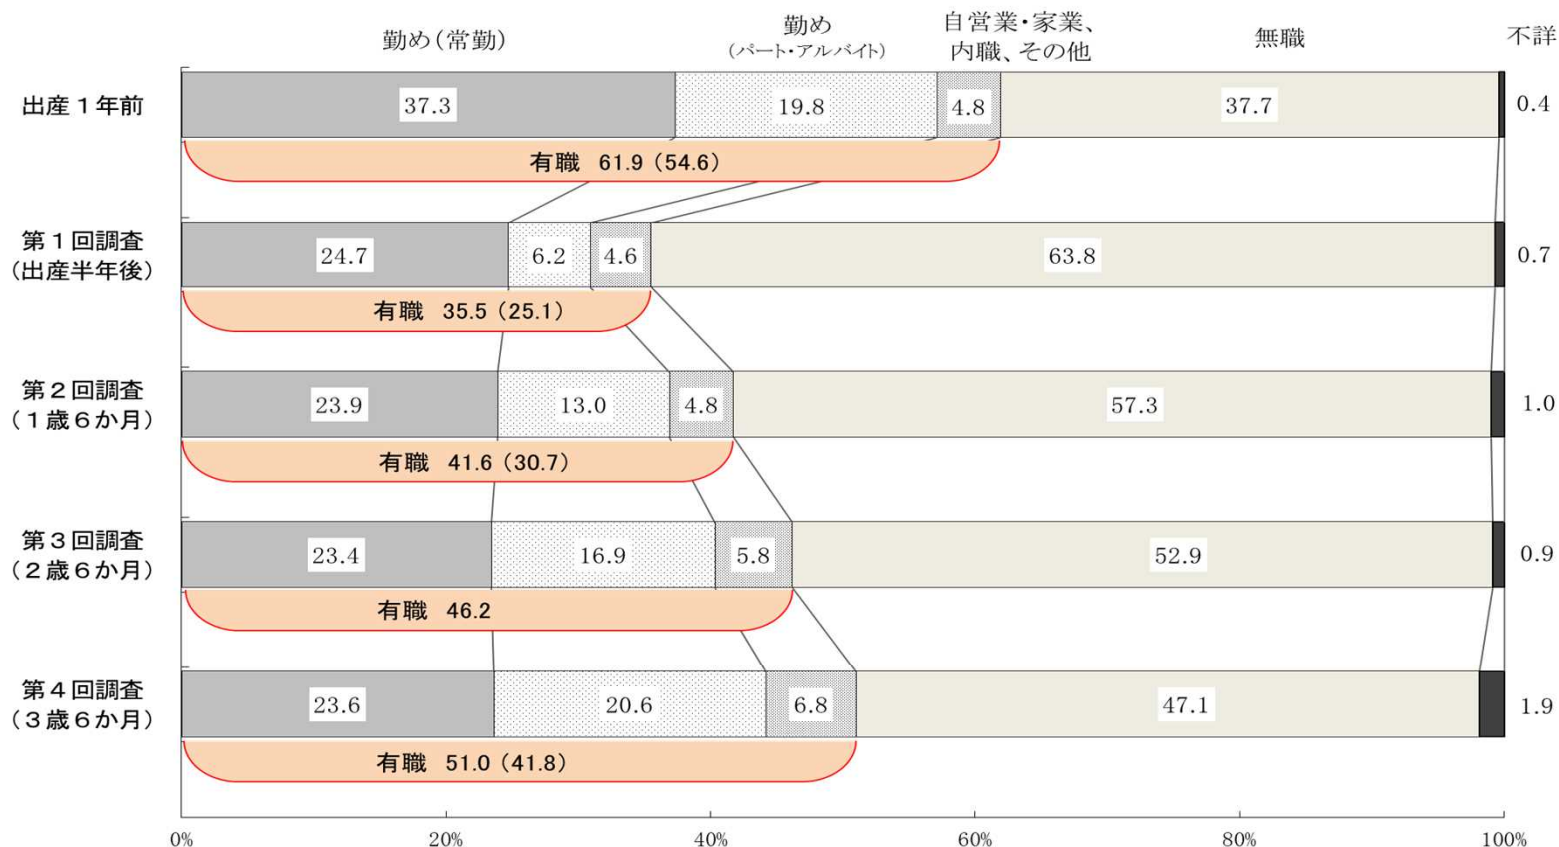 勤め(常勤)
勤め
(パート・アルバイト)
自営業・家業、
内職、その他
無職
不詳
出産1年前
37.3
19.8
4.8
37.7
0.4
有職 61.9(54.6)
第1回調査
(出産半年後)
24.7
6.2
4.6
63.8
0.7
有職 35.5(25.1)
第2回調査
(1歳6か月)
23.9
13.0
4.8
57.3
1.0
有職 41.6(30.7)
第3回調査
(2歳6か月)
23.4
16.9
5.8
52.9
0.9
有職 46.2
第4回調査
(3歳6か月)
23.6
20.6
6.8
47.1
1.9
有職 51.0(41.8)
0%
20%
40%
60%
80%
100%